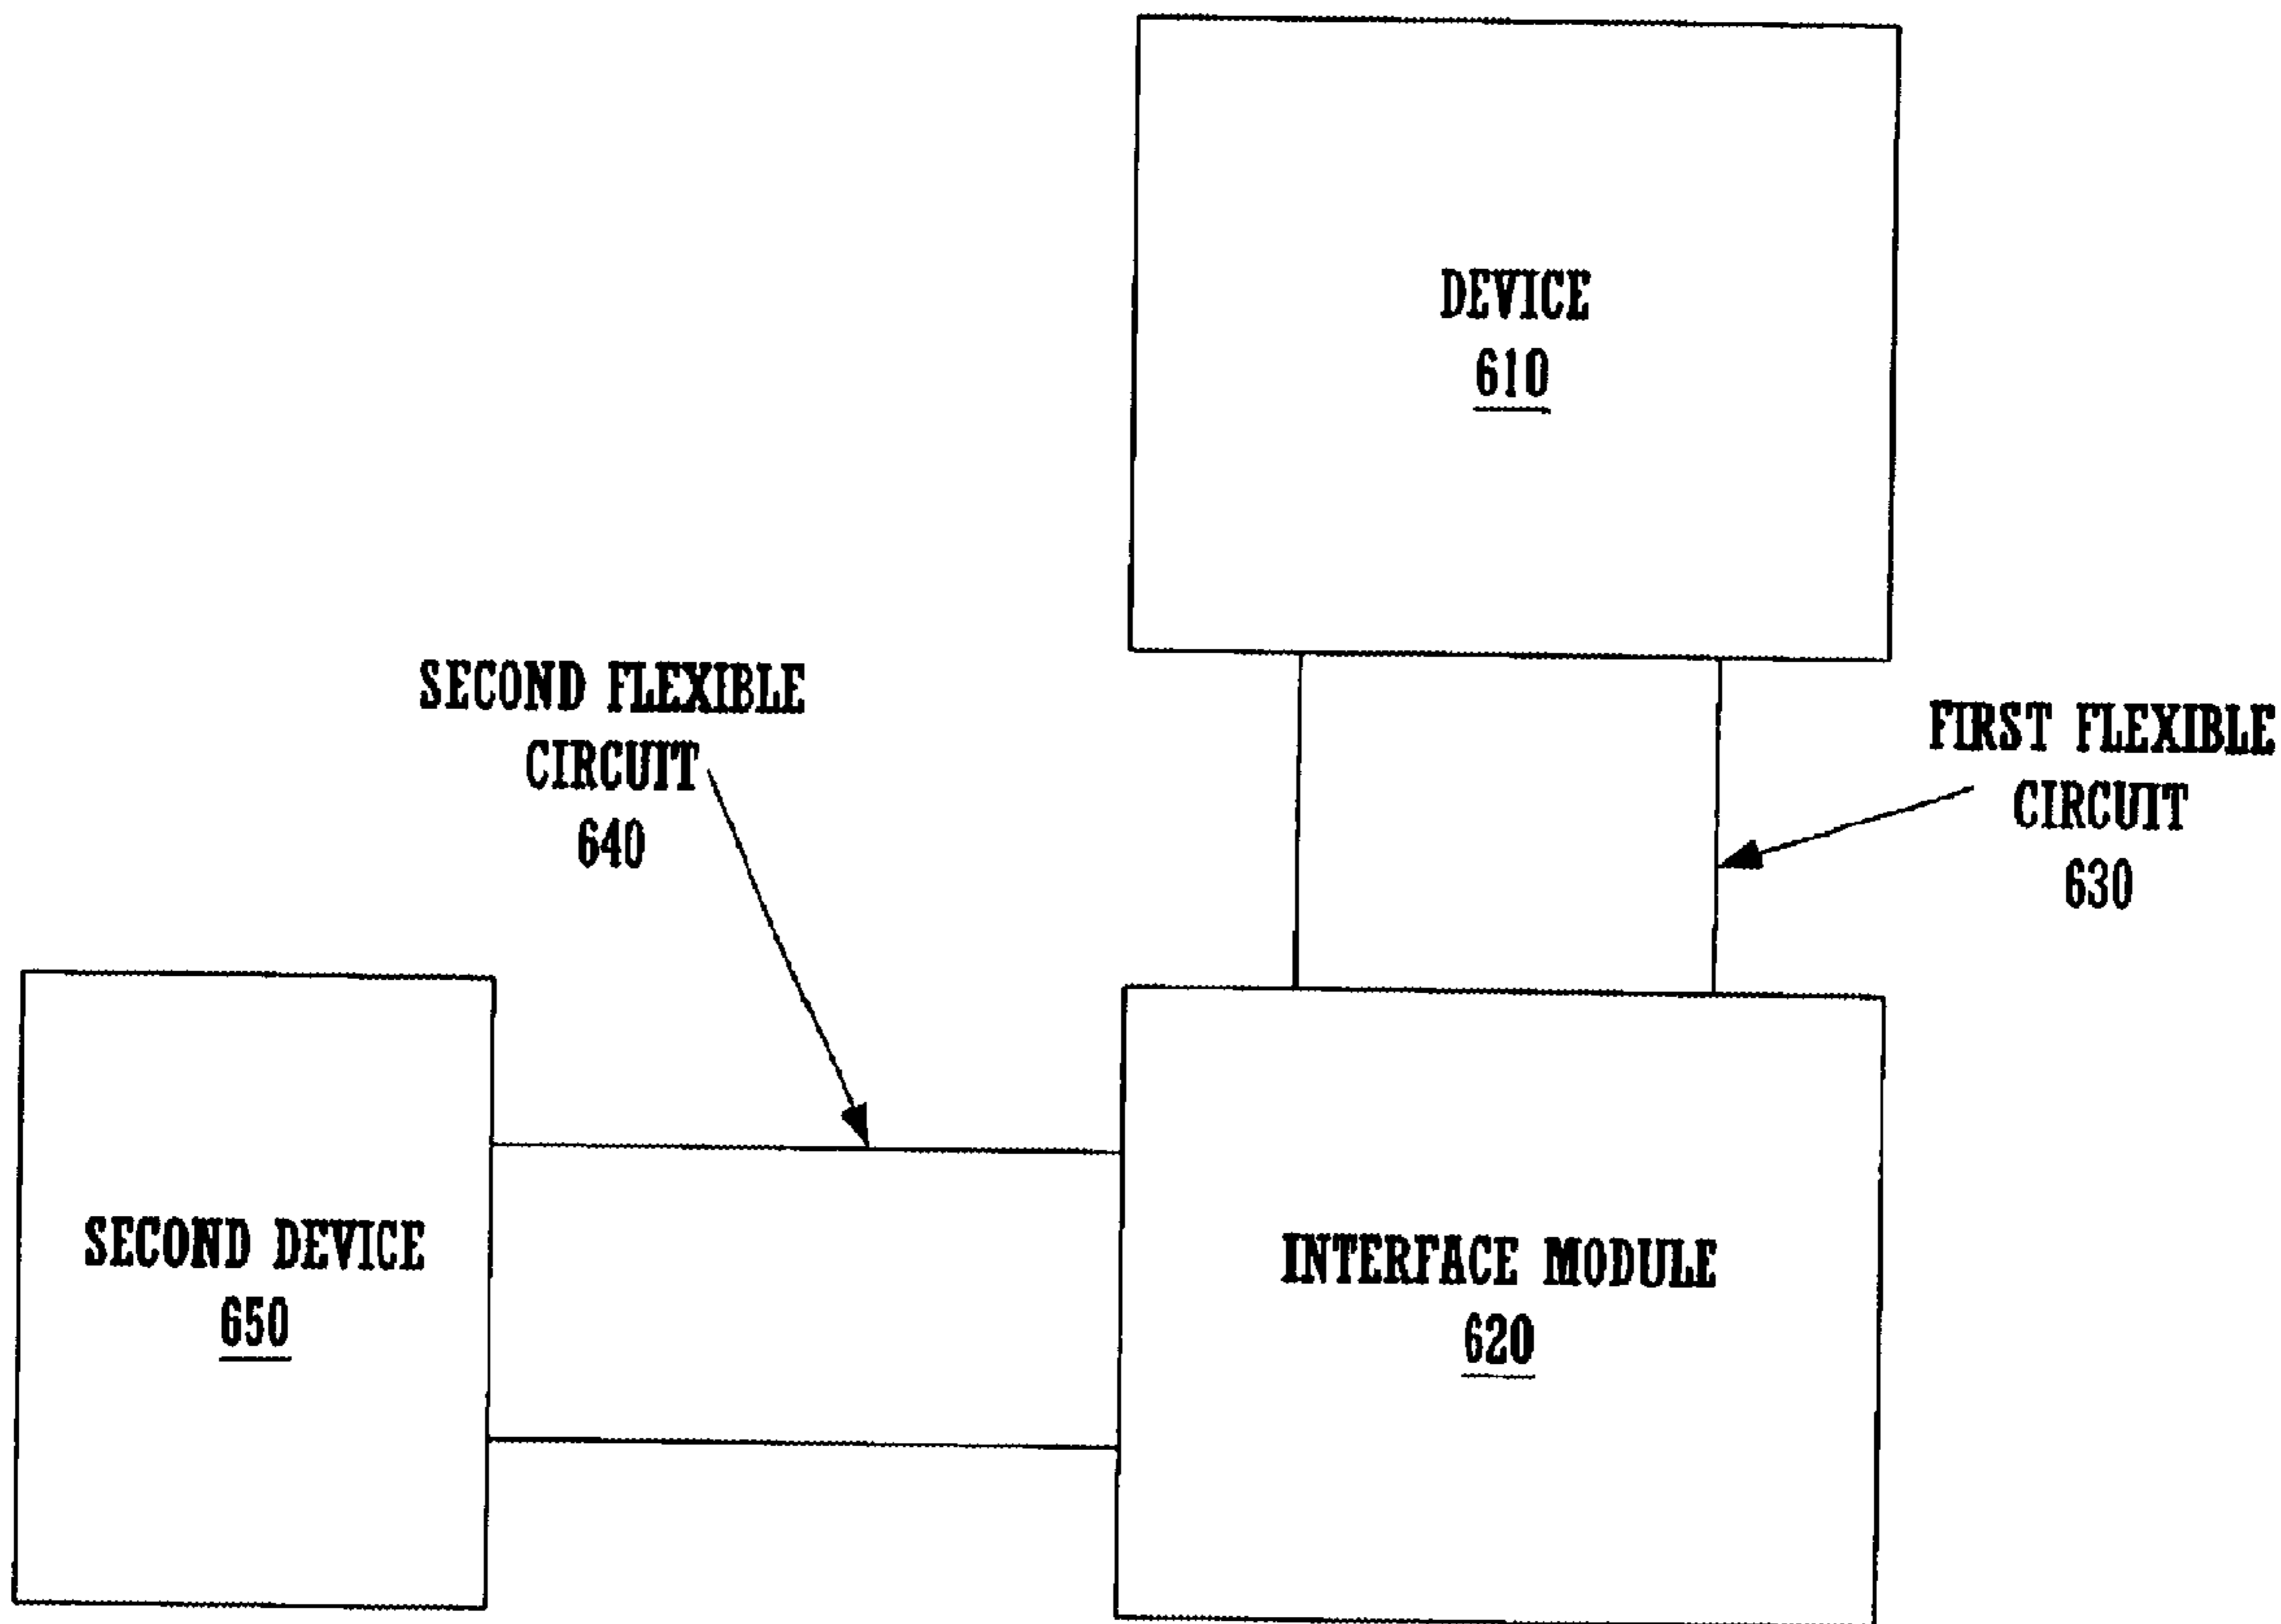 DEVICE
610
SECOND FLEXIBLE
CIRCUIT
640
FIRST FLEXIBLE
CIRCUIT
630
SECOND DEVICE
650
INTERFACE MODULE
620